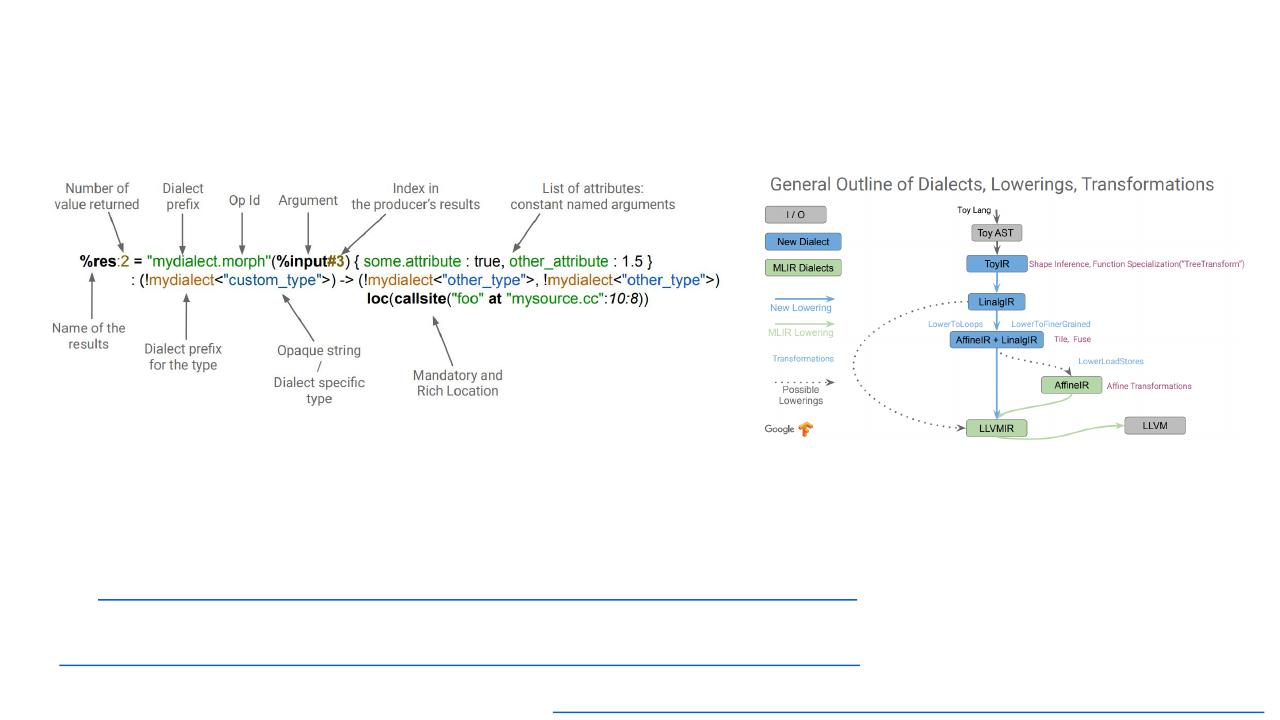 Number of
value returned
Dialect
prefix
Op Id
Argument
Index in
the producer's results
List of attributes:
constant named arguments
%res:2 = "mydialect.morph"(%input#3) { some.attribute : true, other_attribute : 1.5 }
: (!mydialect<"custom_type">) -> (!mydialect<"other_type">, !mydialect<"other_type">)
loc(callsite("foo" at "mysource.cc":10:8))
Name of the
results
Dialect prefix
for the type
Opaque string
/
Dialect specific
type
Mandatory and
Rich Location
General Outline of Dialects, Lowerings, Transformations
I / O
New Dialect
MLIR Dialects
New Lowering
MLIR Lowering
Transformations
Possible
Lowerings
Google
Toy Lang
Toy AST
ToyIR
Shape Inference, Function Specialization("TreeTransform")
LinalgIR
LowerToLoops
LowerToFinerGrained
AffineIR + LinalgIR
Tile, Fuse
LowerLoadStores
AffineIR
Affine Transformations
LLVMIR
LLVM